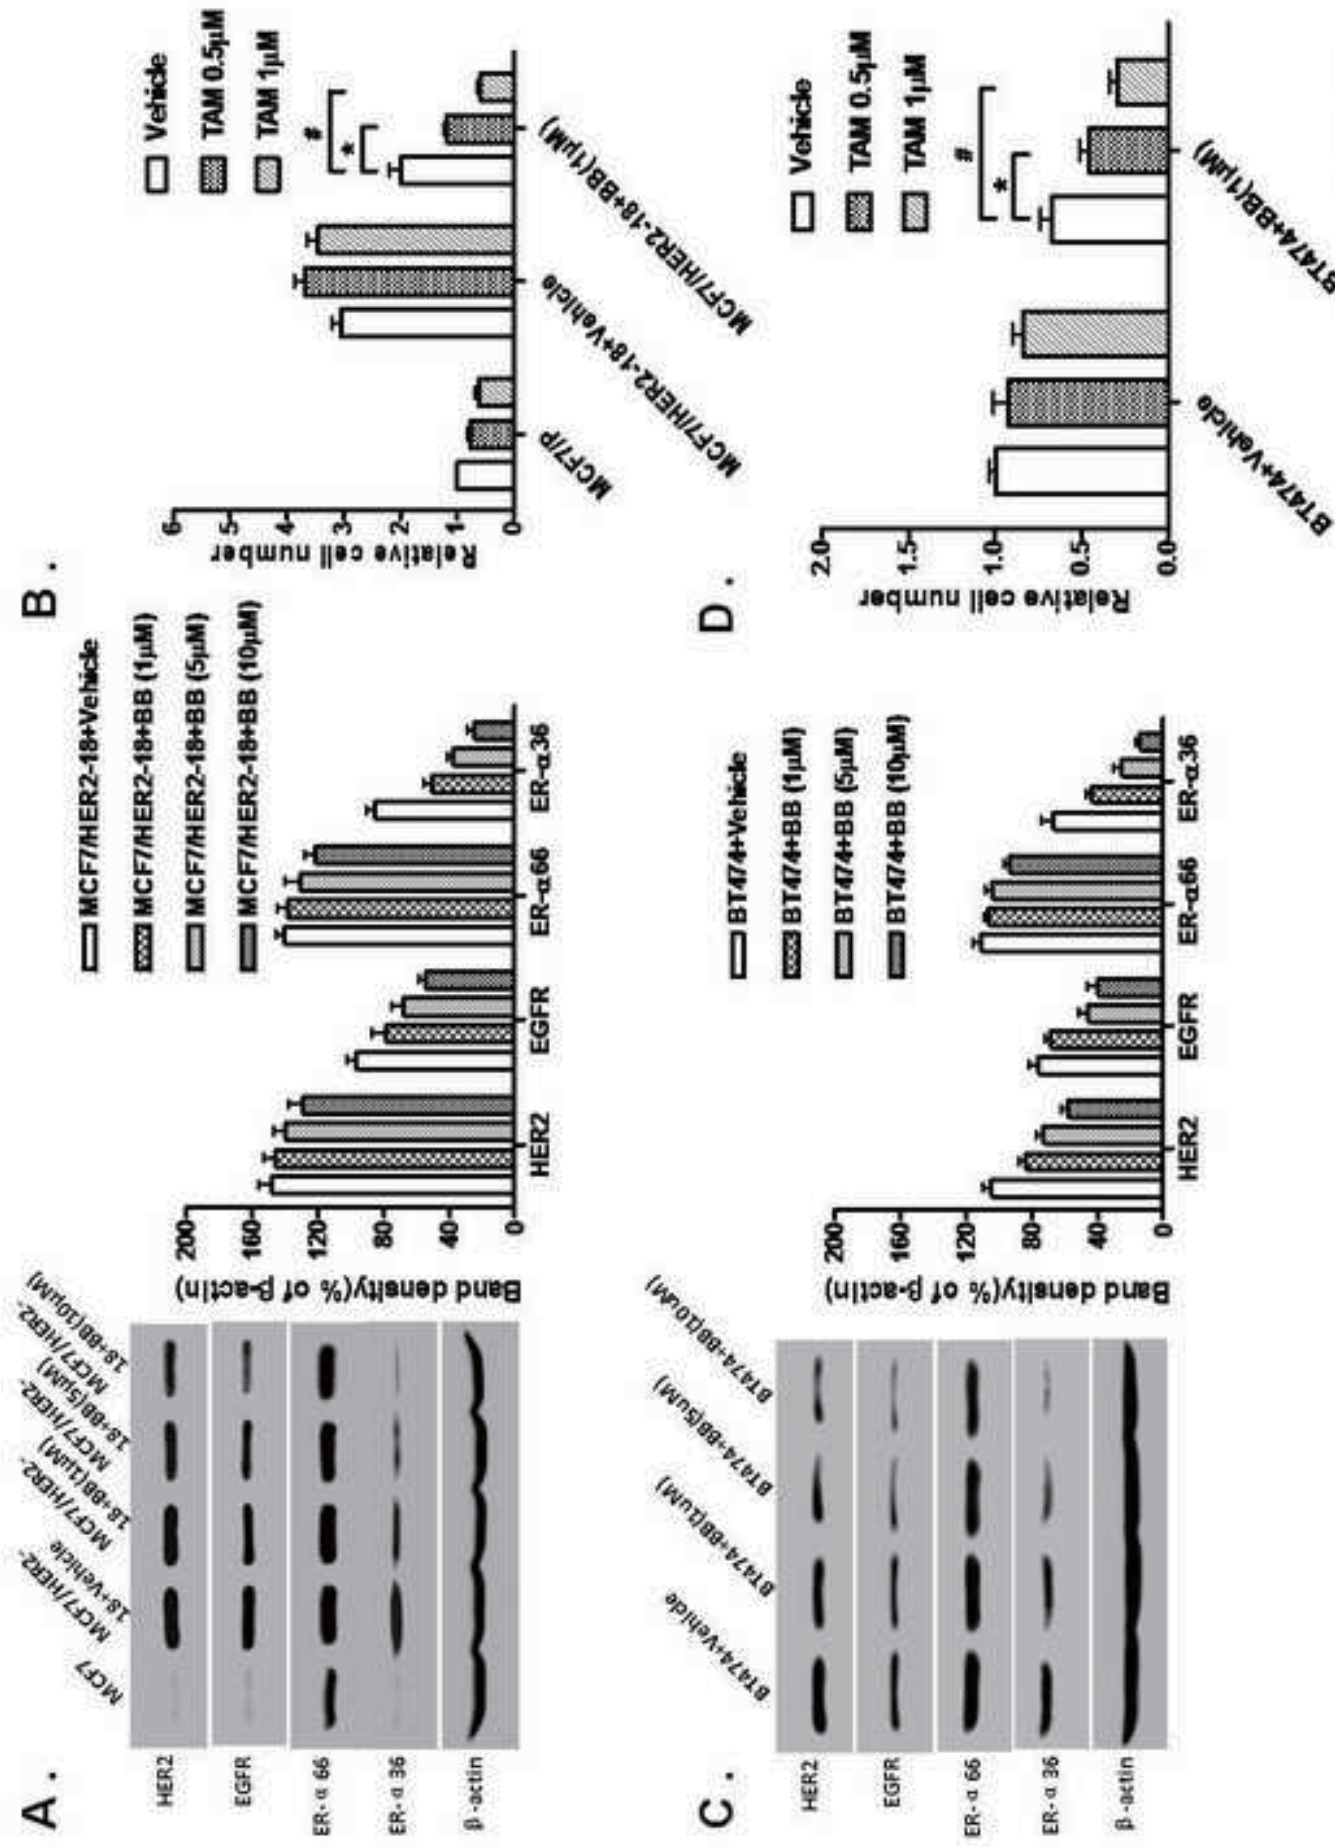 A .
MCF7
MCF7/HER2-
18+Vehicle
MCF7/HER2-
18+BB(1μM)
MCF7/HER2-
18+BB(5μM)
MCF7/HER2-
18+BB(10μM)
HER2
EGFR
ER- α 66
ER- α 36
β -actin
Band density(% of β-actin)
200
160
120
80
40
0
HER2
EGFR
ER-α66
ER-α36
MCF7/HER2-18+Vehicle
MCF7/HER2-18+BB (1μM)
MCF7/HER2-18+BB (5μM)
MCF7/HER2-18+BB (10μM)
B .
Relative cell number
6
5
4
3
2
1
0
MCF7/P
MCF7/HER2-18+Vehicle
MCF7/HER2-18+BB(1μM)
#
*
Vehicle
TAM 0.5μM
TAM 1μM
C .
BT474+Vehicle
BT474+BB(1uM)
BT474+BB(5uM)
BT474+BB(10uM)
HER2
EGFR
ER- α 66
ER- α 36
β -actin
Band density(% of β-actin)
200
160
120
80
40
0
HER2
EGFR
ER-α66
ER-α36
BT474+Vehicle
BT474+BB (1μM)
BT474+BB (5μM)
BT474+BB (10μM)
D .
Relative cell number
2.0
1.5
1.0
0.5
0.0
BT474+Vehicle
BT474+BB(1μM)
#
*
Vehicle
TAM 0.5μM
TAM 1μM